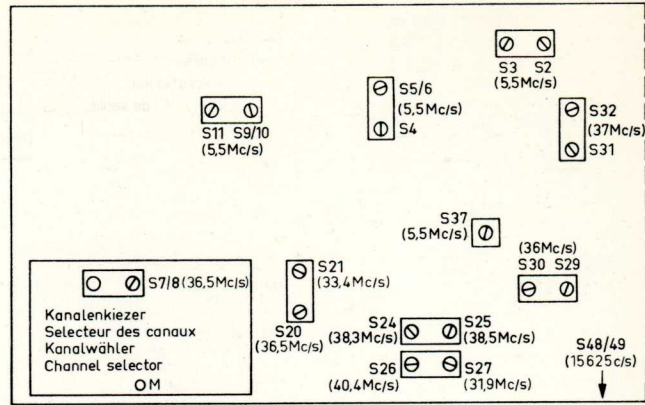 S3 S2
(5,5Mc/s)
S5/6
(5,5Mc/s)
S4
S32
(37Mc/s)
S31
S11 S9/10
(5,5Mc/s)
S37
(5,5Mc/s)
(36Mc/s)
S30 S29
S7/8 (36,5Mc/s)
Kanalenkiezer
Selecteur des canaux
Kanalwähler
Channel selector
M
S21
(33,4Mc/s)
S20
(36,5Mc/s)
S24
(38,3Mc/s)
S25
(38,5Mc/s)
S26
(40,4Mc/s)
S27
(31,9Mc/s)
S48/49
(15625c/s)